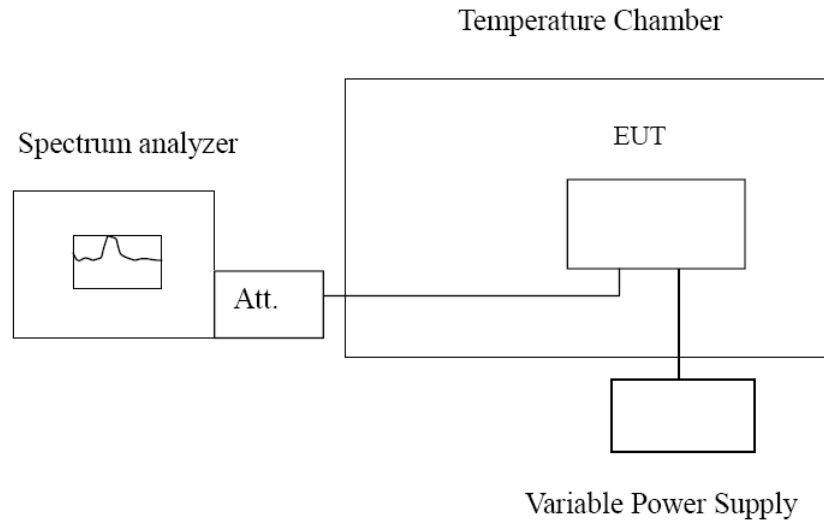 Temperature Chamber
Spectrum analyzer
EUT
Att.
Variable Power Supply